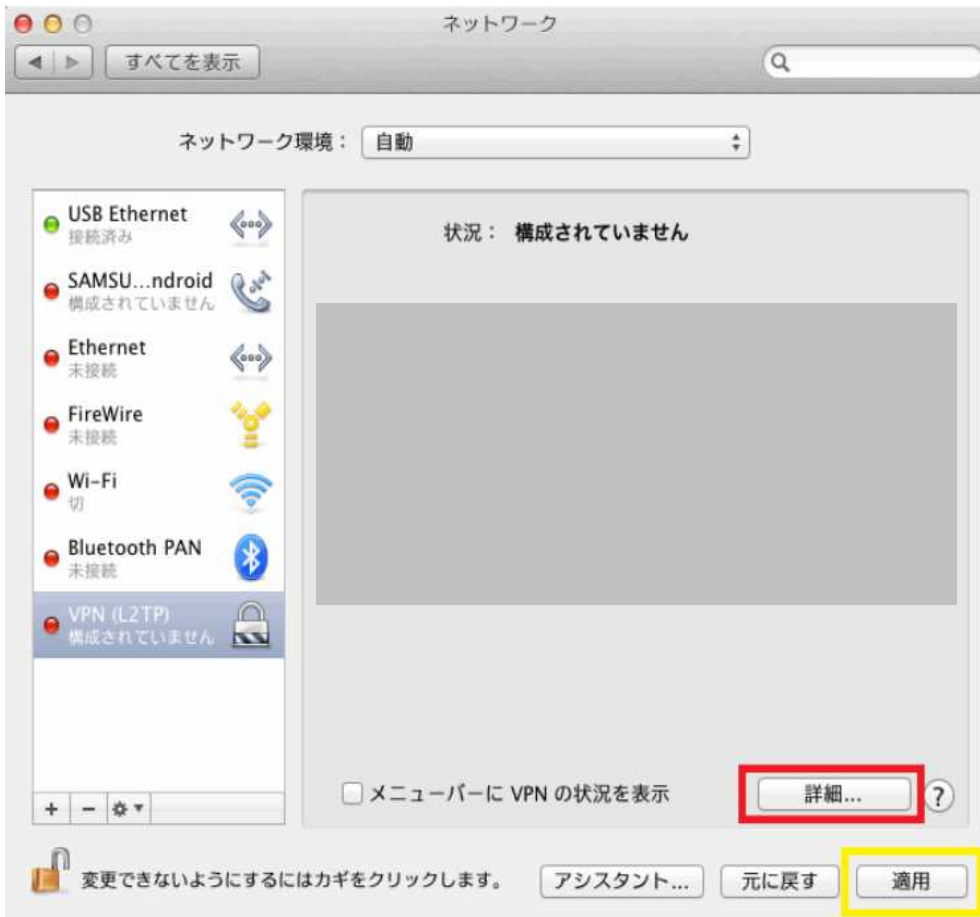 ネットワーク
すべてを表示
ネットワーク環境： 自動
USB Ethernet
接続済み
SAMSU...ndroid
構成されていません
Ethernet
未接続
FireWire
未接続
Wi-Fi
切
Bluetooth PAN
未接続
VPN (L2TP)
構成されていません
状況： 構成されていません
メニューバーに VPN の状況を表示
詳細...
?
変更できないようにするにはカギをクリックします。
アシスタント...
元に戻す
適用